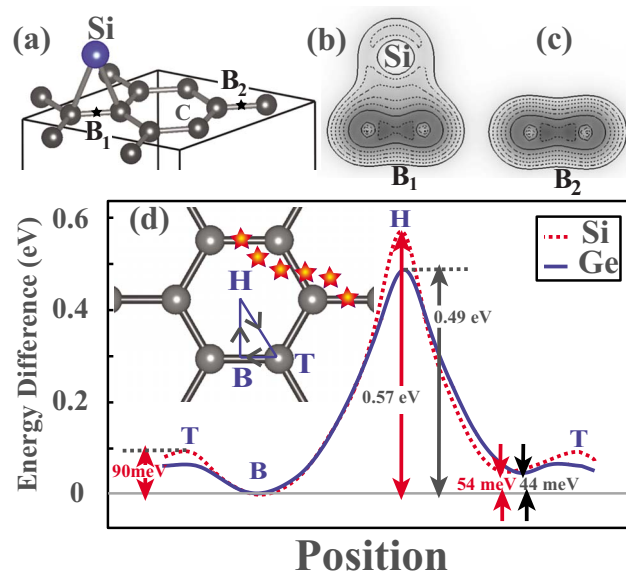 (a)
Si
B2
C
B1
(b)
Si
B1
(c)
B2
Energy Difference (eV)
0.6
0.4
0.2
0
(d)
H
B
T
H
Si
Ge
0.49 eV
0.57 eV
T
90meV
B
T
54 meV
44 meV
Position